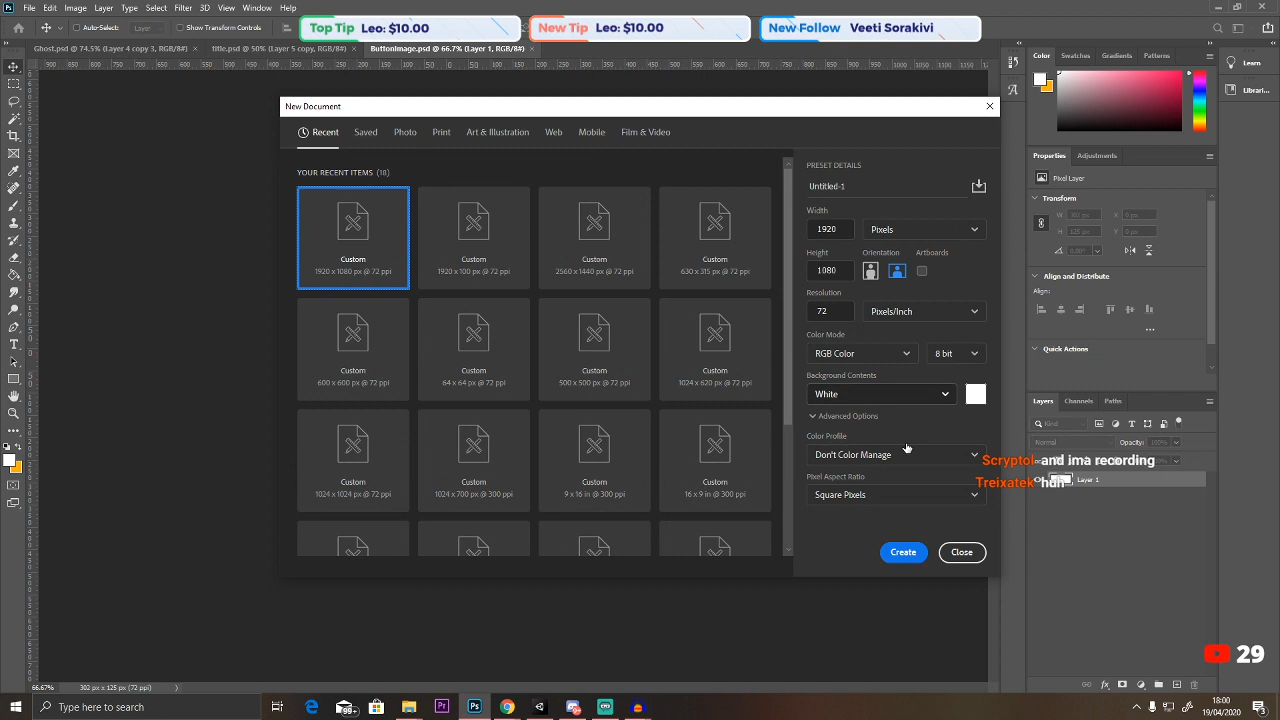 File Edit Image Layer Type Select Filter 3D View Window Help
Top Tip Leo: $10.00
New Tip Leo: $10.00
New Follow Veeti Sorakivi
Auto-Select: Layer Show Transform Controls
Ghost.psd @ 74.5% (Layer 4 copy 3, RGB/8#) ×
title.psd @ 50% (Layer 5 copy, RGB/8#) ×
ButtonImage.psd @ 66.7% (Layer 1, RGB/8#) ×
New Document
Recent Saved Photo Print Art & Illustration Web Mobile Film & Video
YOUR RECENT ITEMS (18)
Custom
1920 x 1080 px @ 72 ppi
Custom
1920 x 100 px @ 72 ppi
Custom
2560 x 1440 px @ 72 ppi
Custom
630 x 315 px @ 72 ppi
Custom
600 x 600 px @ 72 ppi
Custom
64 x 64 px @ 72 ppi
Custom
500 x 500 px @ 72 ppi
Custom
1024 x 620 px @ 72 ppi
Custom
1024 x 1024 px @ 72 ppi
Custom
1024 x 700 px @ 300 ppi
Custom
9 x 16 in @ 300 ppi
Custom
16 x 9 in @ 300 ppi
PRESET DETAILS
Untitled-1
Width
1920 Pixels
Height Orientation Artboards
1080
Resolution
72 Pixels/Inch
Color Mode
RGB Color 8 bit
Background Contents
White
Advanced Options
Color Profile
Don't Color Manage
Pixel Aspect Ratio
Square Pixels
Create Close
Color Swatches Gradients Patterns
Learn
Librari...
Properties Adjustments
Pixel Layer
Transform
W 302 px X 0 px
H 125 px Y 0 px
0.00°
Align and Distribute
Align:
Quick Actions
Layers Channels Paths
Kind
Normal Opacity: 100%
Layer 1
Scryptol and ima recording
Treixatek huh
29
66.67% 302 px x 125 px (72 ppi)
Type here to search
18:00
19/04/2020